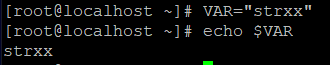 [root@localhost ~]# VAR="strxx"
[root@localhost ~]# echo $VAR
strxx